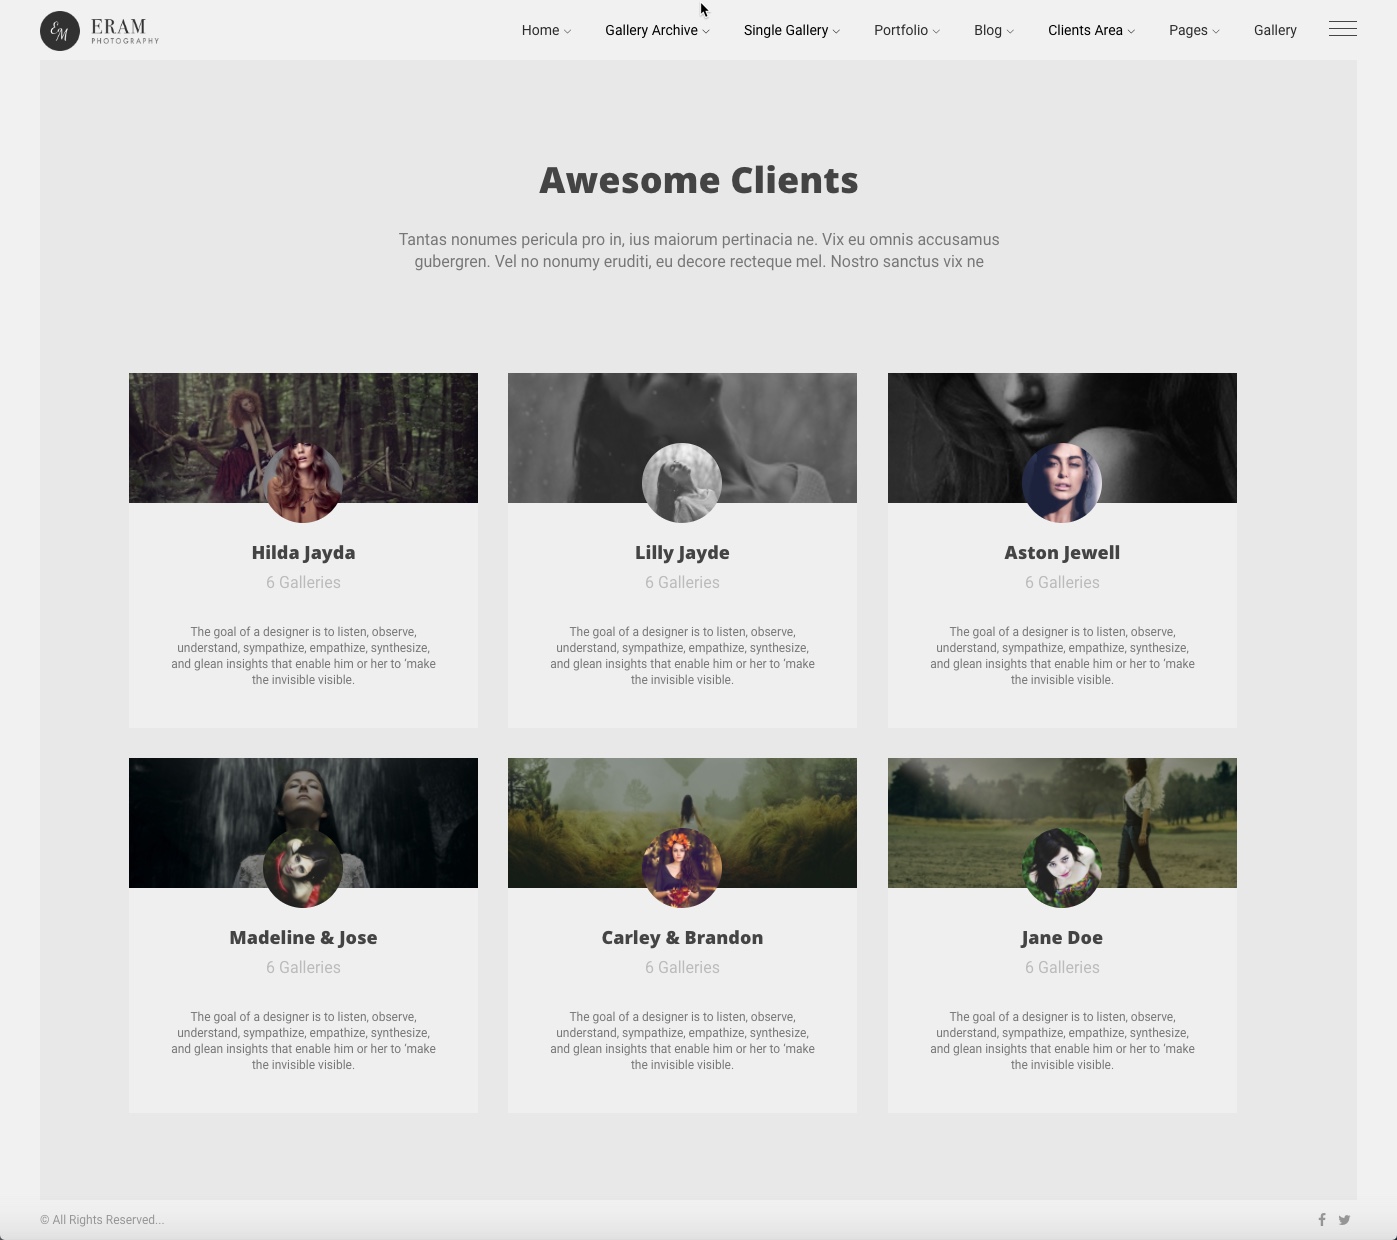 EM
ERAM
PHOTOGRAPHY
Home
Gallery Archive
Single Gallery
Portfolio
Blog
Clients Area
Pages
Gallery
Awesome Clients
Tantas nonumes pericula pro in, ius maiorum pertinacia ne. Vix eu omnis accusamus
gubergren. Vel no nonumy eruditi, eu decore recteque mel. Nostro sanctus vix ne
Hilda Jayda
6 Galleries
The goal of a designer is to listen, observe,
understand, sympathize, empathize, synthesize,
and glean insights that enable him or her to ‘make
the invisible visible.
Lilly Jayde
6 Galleries
The goal of a designer is to listen, observe,
understand, sympathize, empathize, synthesize,
and glean insights that enable him or her to ‘make
the invisible visible.
Aston Jewell
6 Galleries
The goal of a designer is to listen, observe,
understand, sympathize, empathize, synthesize,
and glean insights that enable him or her to ‘make
the invisible visible.
Madeline & Jose
6 Galleries
The goal of a designer is to listen, observe,
understand, sympathize, empathize, synthesize,
and glean insights that enable him or her to ‘make
the invisible visible.
Carley & Brandon
6 Galleries
The goal of a designer is to listen, observe,
understand, sympathize, empathize, synthesize,
and glean insights that enable him or her to ‘make
the invisible visible.
Jane Doe
6 Galleries
The goal of a designer is to listen, observe,
understand, sympathize, empathize, synthesize,
and glean insights that enable him or her to ‘make
the invisible visible.
© All Rights Reserved...